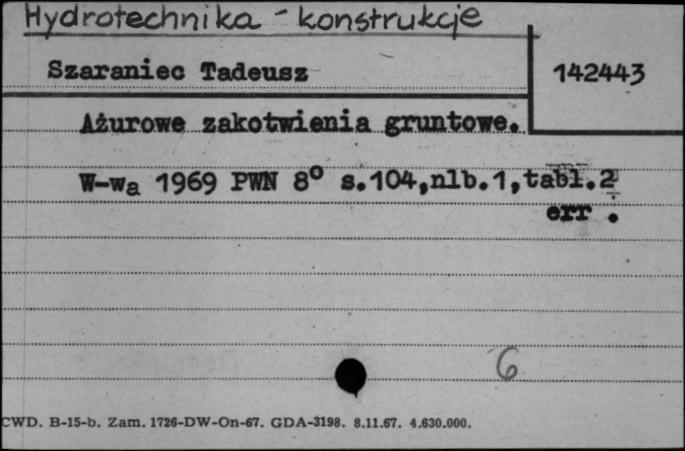 Hydrotechnika - konstrukcje
Szaraniec Tadeusz
142443
Ażurowe zakotwienia gruntowe.
W-wa 1969 PWN 8° s.104,nlb.1,tabl.2
err .
6
CWD. B-15-b. Zam. 1726-DW-On-67. GDA-3198. 8.11.67. 4.630.000.